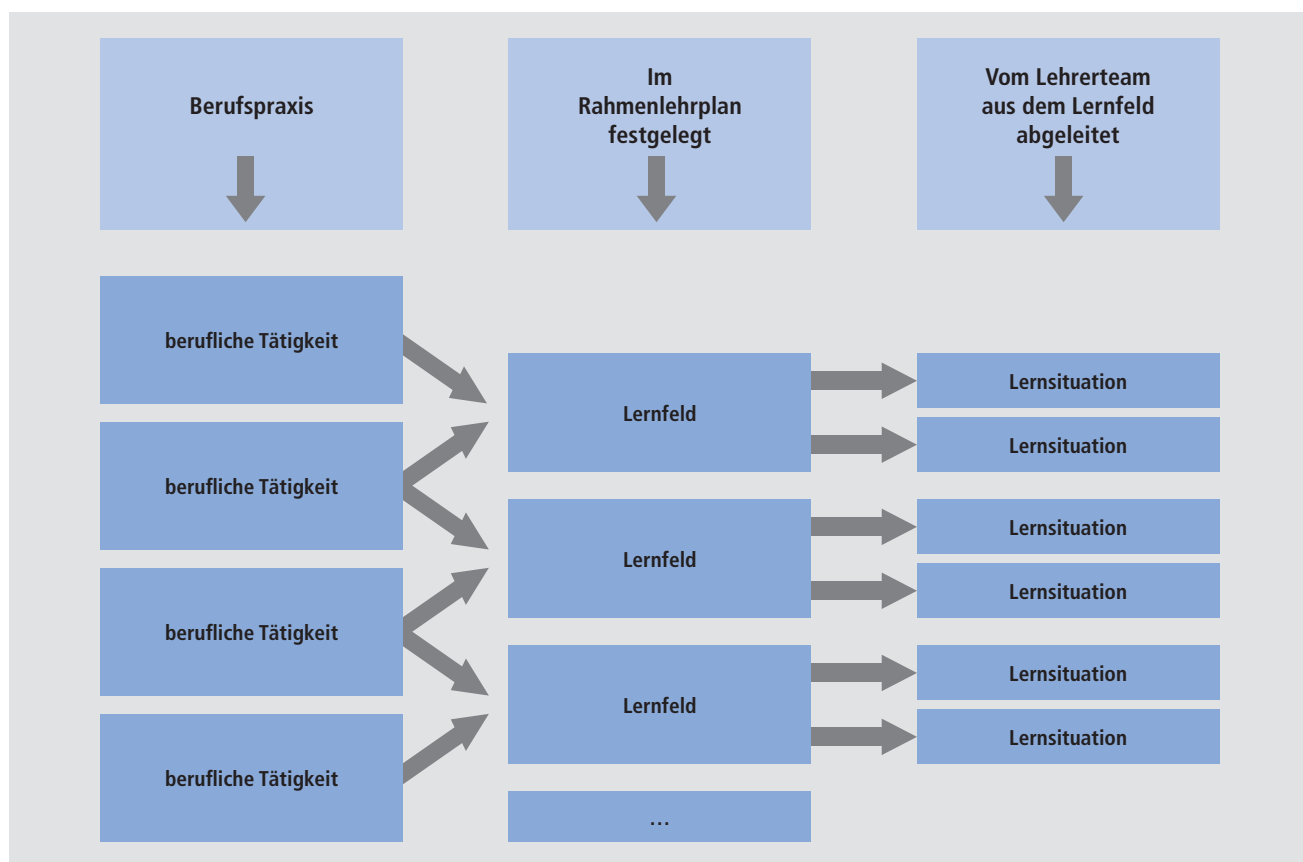 Berufspraxis
Im
Rahmenlehrplan
festgelegt
Vom Lehrerteam
aus dem Lernfeld
abgeleitet
berufliche Tätigkeit
berufliche Tätigkeit
berufliche Tätigkeit
berufliche Tätigkeit
Lernfeld
Lernfeld
Lernfeld
...
Lernsituation
Lernsituation
Lernsituation
Lernsituation
Lernsituation
Lernsituation